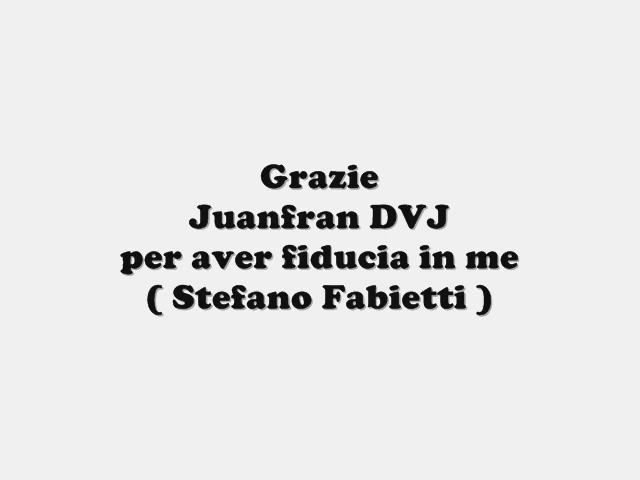 Grazie
Juanfran DVJ
per aver fiducia in me
( Stefano Fabietti )